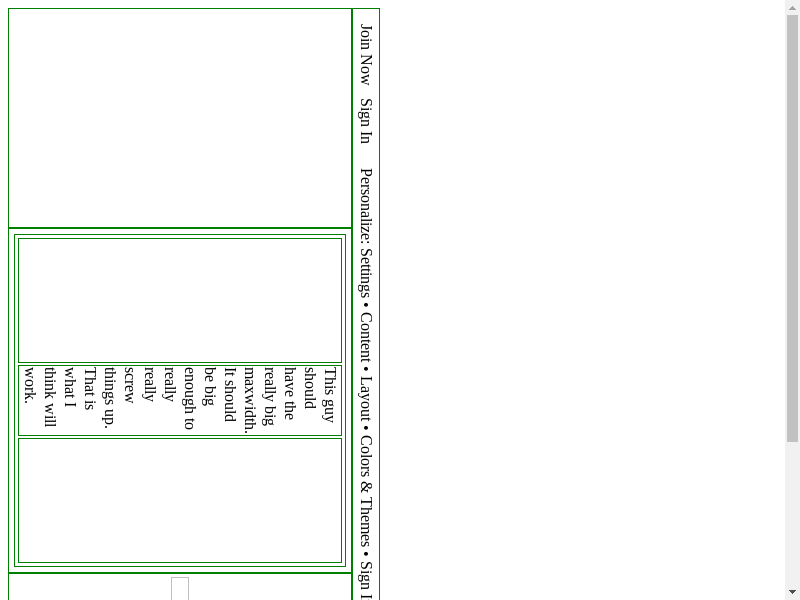 Join Now Sign In Personalize: Settings • Content • Layout • Colors & Themes • Sign
This guy
should
have the
really big
maxwidth.
It should
be big
enough to
really
really
screw
things up.
That is
what I
think will
work.